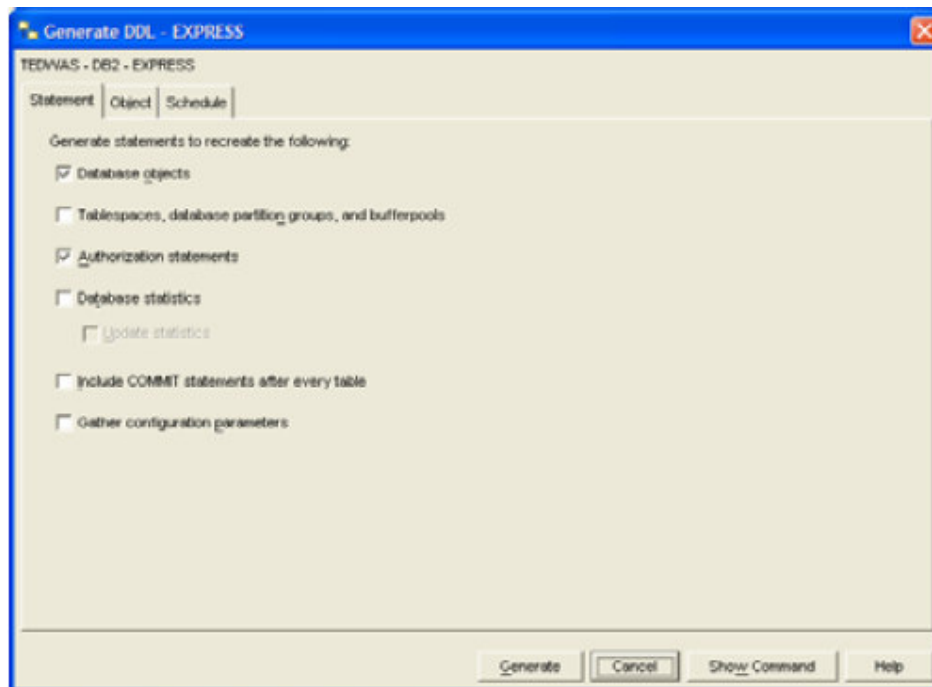 Generate DDL - EXPRESS
TEDWAS - DB2 - EXPRESS
Statement Object Schedule
Generate statements to recreate the following:
Database objects
Tablespaces, database partition groups, and bufferpools
Authorization statements
Database statistics
Update statistics
Include COMMIT statements after every table
Gather configuration parameters
Generate Cancel Show Command Help